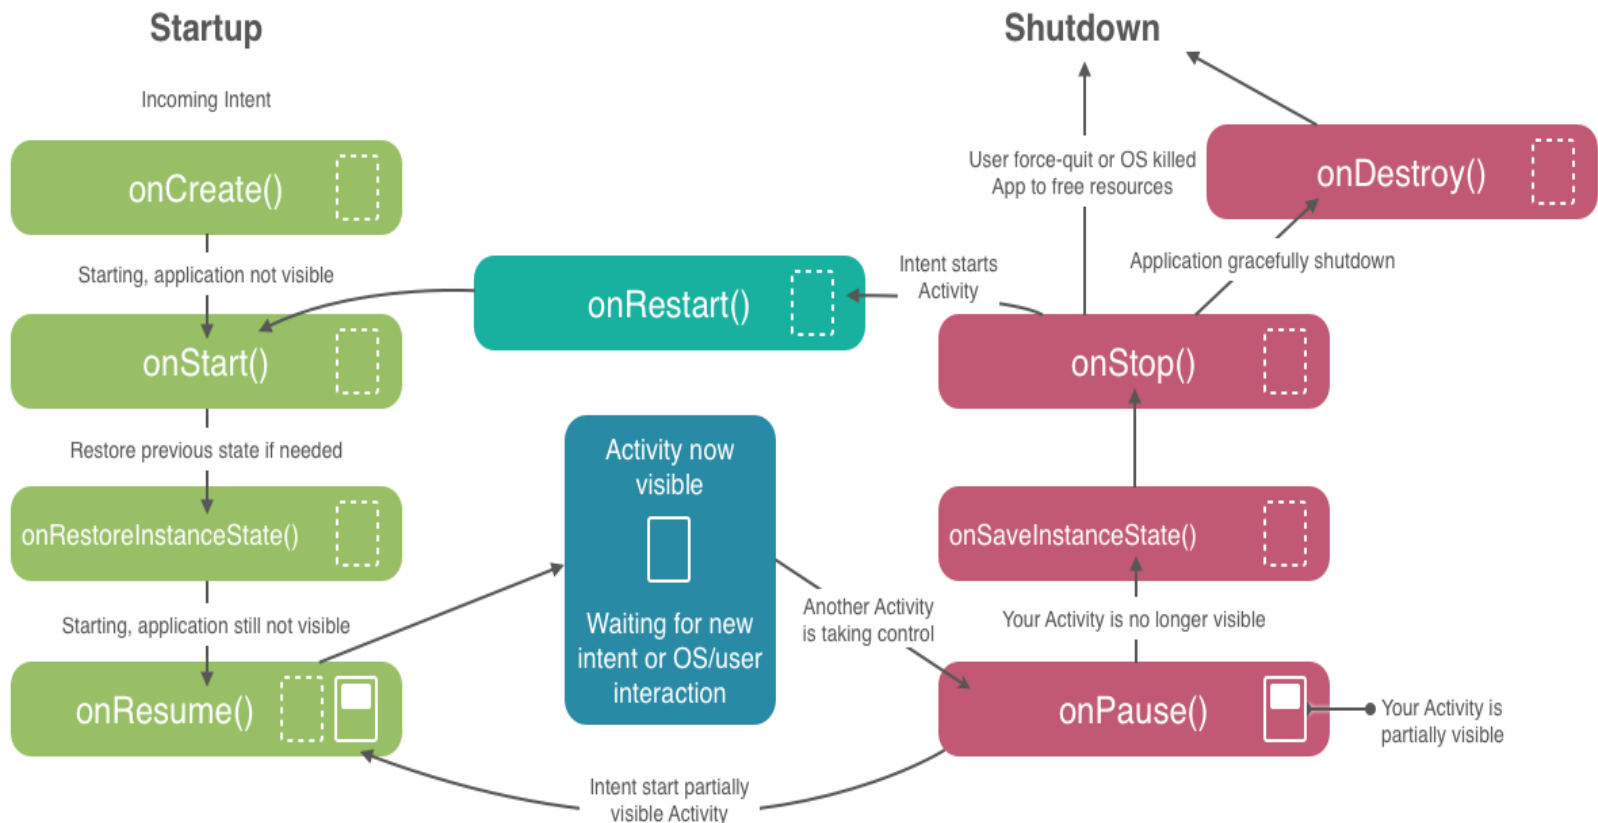 Startup
Incoming Intent
onCreate()
Starting, application not visible
onStart()
Restore previous state if needed
onRestoreInstanceState()
Starting, application still not visible
onResume()
onRestart()
Activity now
visible
Waiting for new
intent or OS/user
interaction
Intent start partially
visible Activity
Another Activity
is taking control
Shutdown
User force-quit or OS killed
App to free resources
onDestroy()
Application gracefully shutdown
Intent starts
Activity
onStop()
onSaveInstanceState()
Your Activity is no longer visible
onPause()
Your Activity is
partially visible